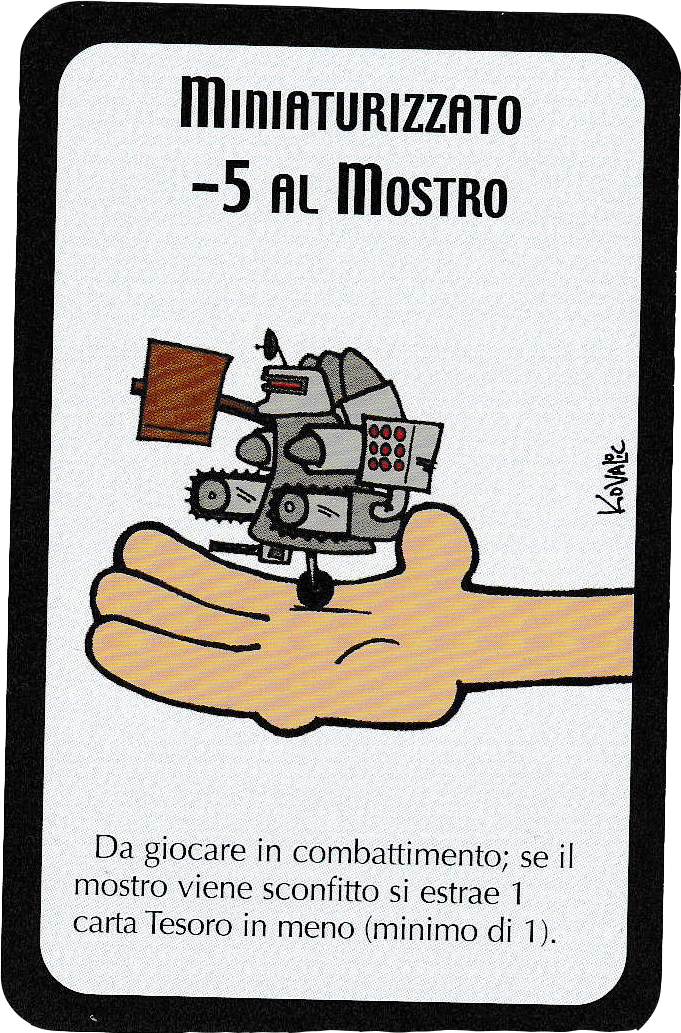 Miniaturizzato
-5 al Mostro
Kovalic
Da giocare in combattimento; se il
mostro viene sconfitto si estrae 1
carta Tesoro in meno (minimo di 1).